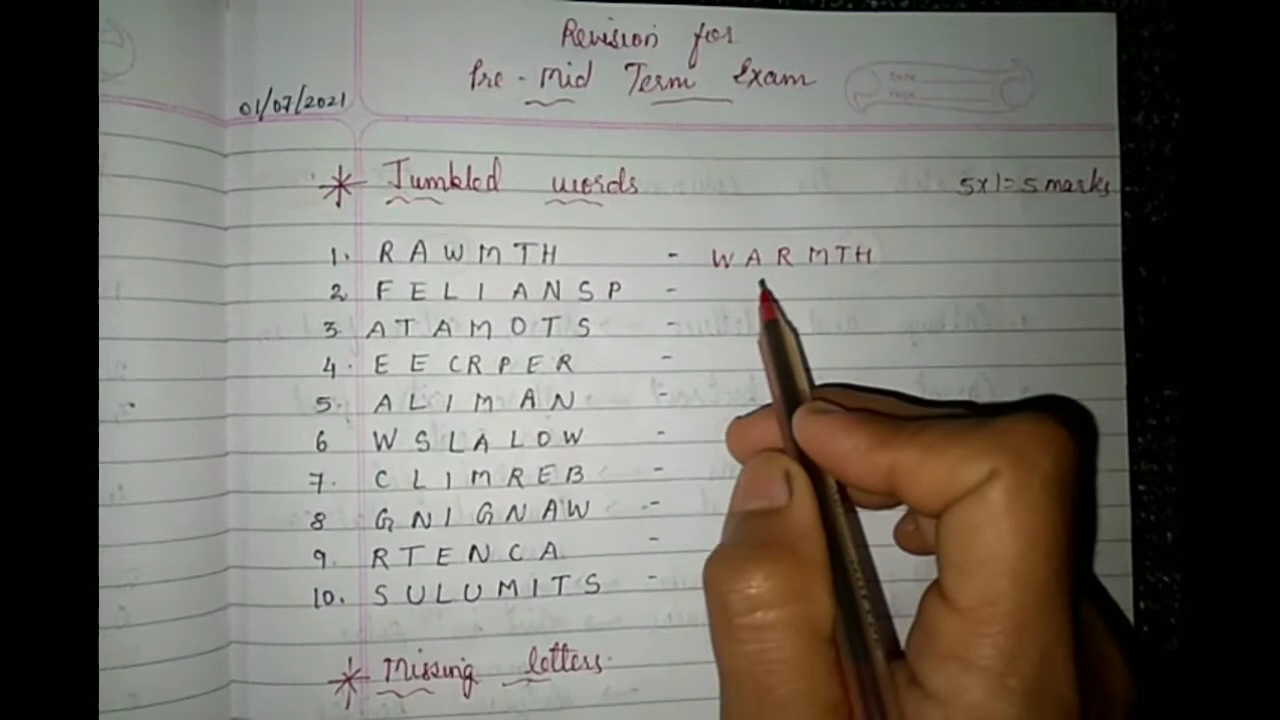 Revision for
Pre-Mid Term Exam
01/07/2021
* Jumbled words 5x1=5 marks
1. RAWMTH - WARMTH
2 FELIANSP -
3. ATAMOTS -
4. EECRPER -
5. ALIMAN -
6 WSLALOW -
7. CLIMREB -
8 GNIGNAW -
9. RTENCA -
10. SULUMITS -
* Missing letters.